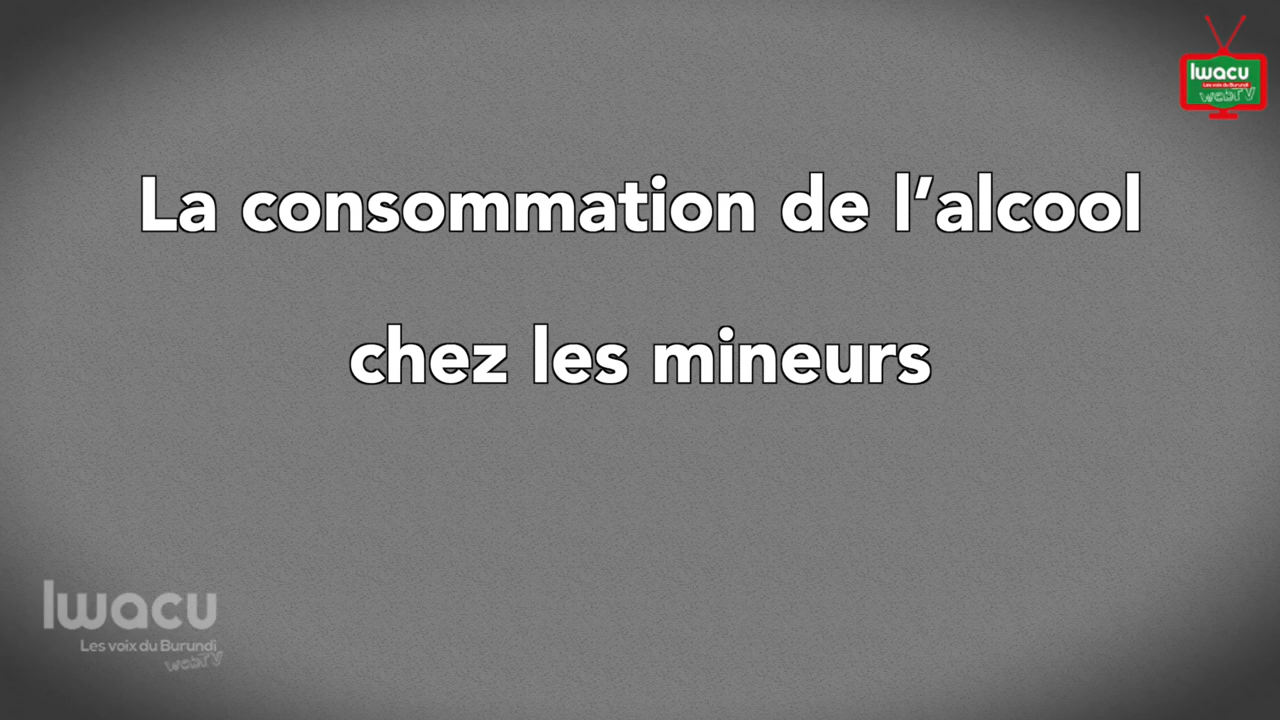 Iwacu
Les voix du Burundi
webTV
La consommation de l’alcool
chez les mineurs
Iwacu
Les voix du Burundi
webTV